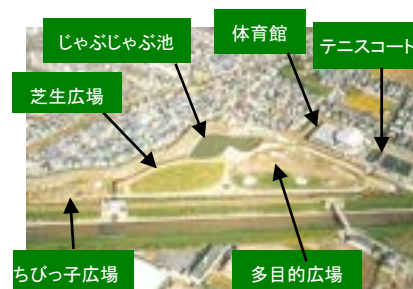 じゃぶじゃぶ池
体育館
テニスコート
芝生広場
ちびっ子広場
多目的広場